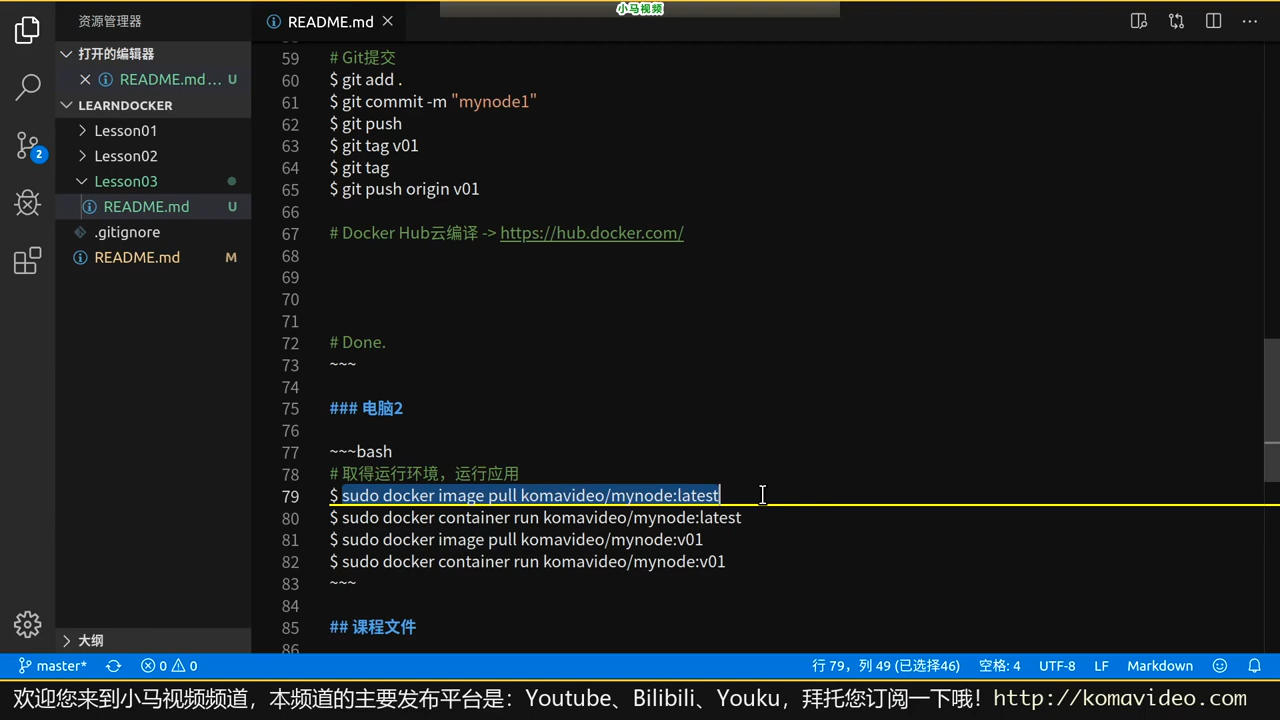 小马视频
资源管理器
README.md
打开的编辑器
README.md... U
LEARNDOCKER
Lesson01
Lesson02
Lesson03
README.md U
.gitignore
README.md M
大纲
2
59 # Git提交
60 $ git add .
61 $ git commit -m "mynode1"
62 $ git push
63 $ git tag v01
64 $ git tag
65 $ git push origin v01
66
67 # Docker Hub云编译 -> https://hub.docker.com/
68
69
70
71
72 # Done.
73 ~~~
74
75 ### 电脑2
76
77 ~~~bash
78 # 取得运行环境，运行应用
79 $ sudo docker image pull komavideo/mynode:latest
80 $ sudo docker container run komavideo/mynode:latest
81 $ sudo docker image pull komavideo/mynode:v01
82 $ sudo docker container run komavideo/mynode:v01
83 ~~~
84
85 ## 课程文件
86
master* 0 0 行 79，列 49 (已选择46) 空格: 4 UTF-8 LF Markdown
欢迎您来到小马视频频道，本频道的主要发布平台是：Youtube、Bilibili、Youku，拜托您订阅一下哦！http://komavideo.com